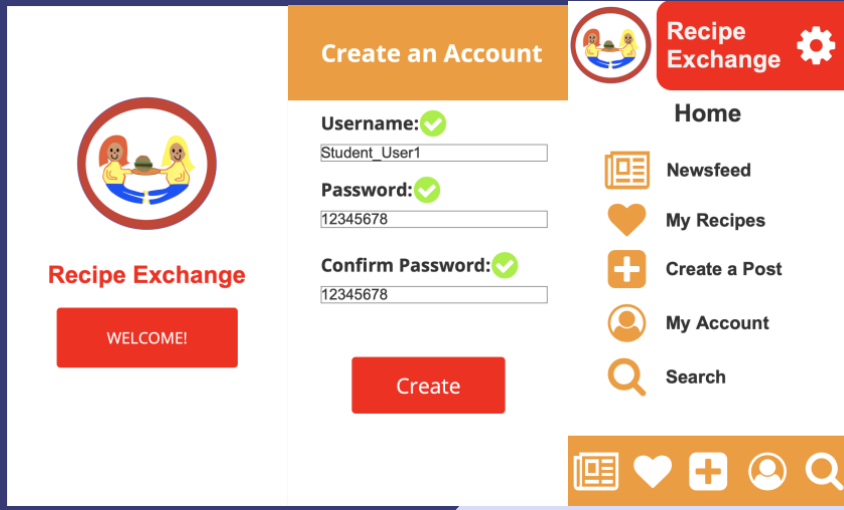 Recipe Exchange
WELCOME!
Create an Account
Username:
Student_User1
Password:
12345678
Confirm Password:
12345678
Create
Recipe
Exchange
Home
Newsfeed
My Recipes
Create a Post
My Account
Search